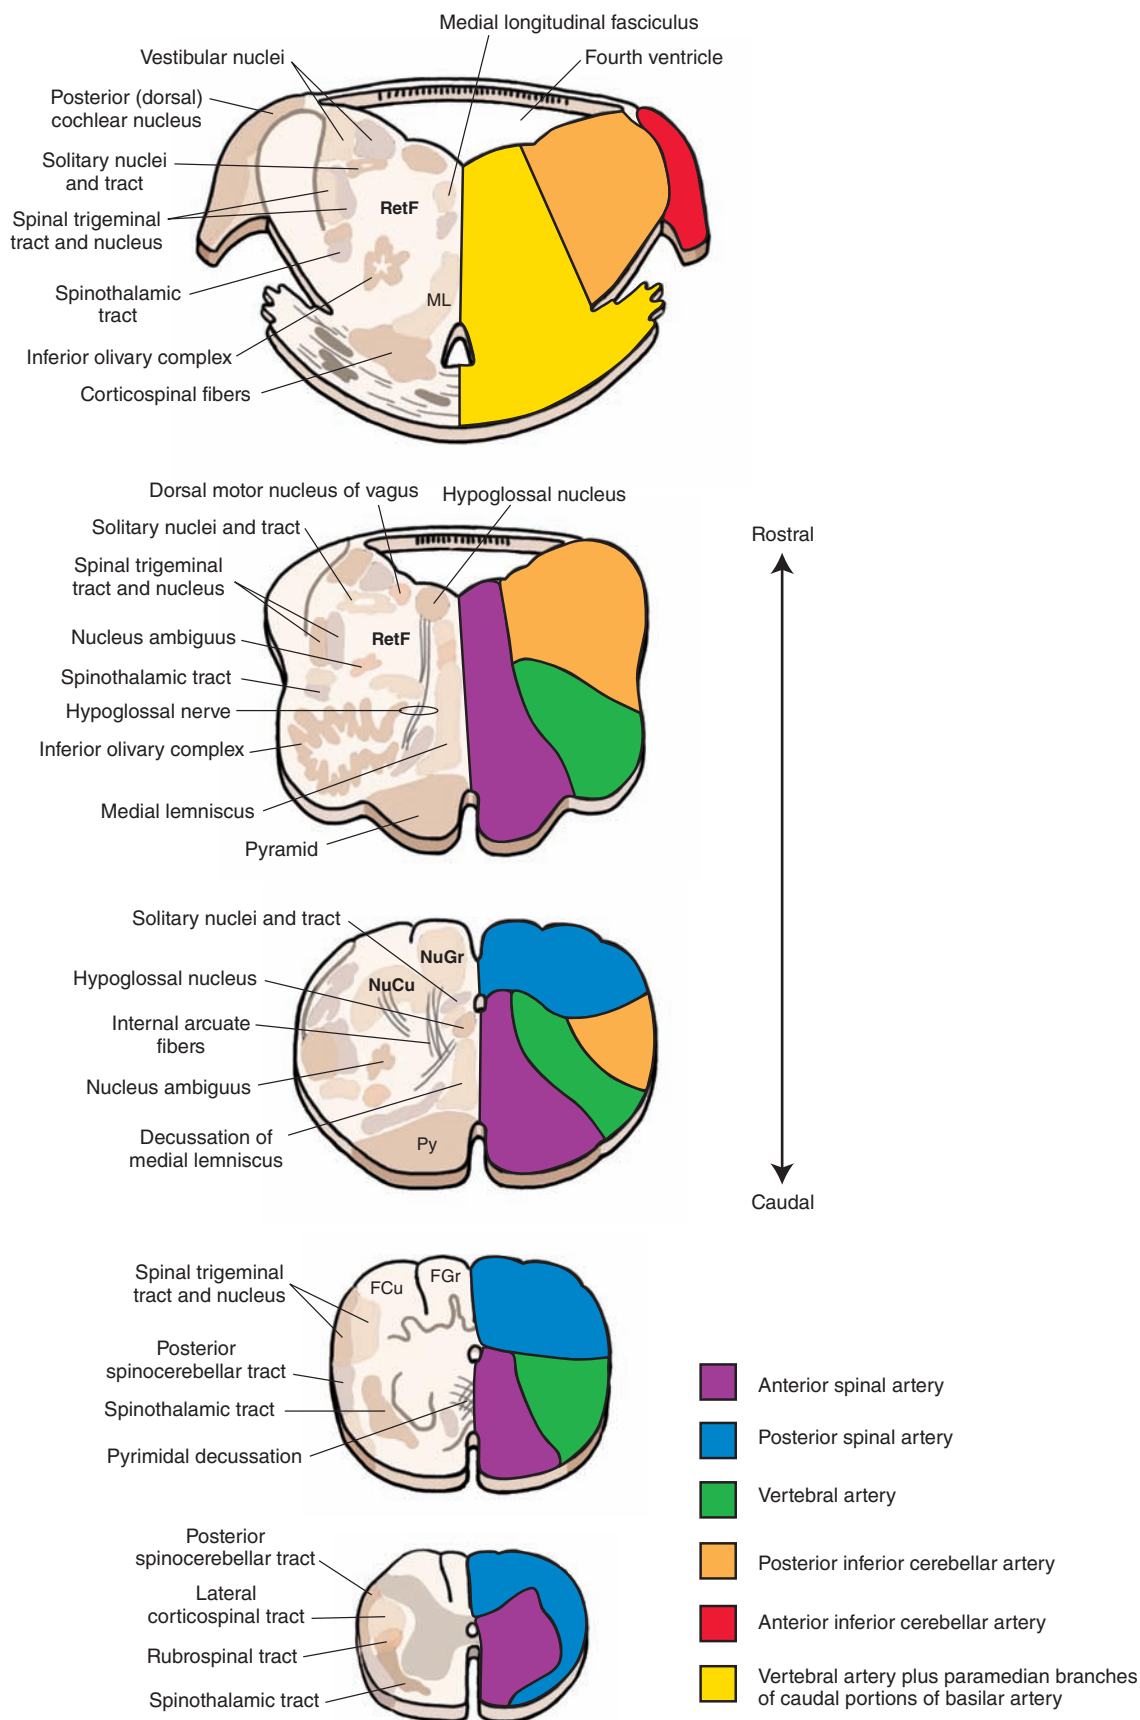 Medial longitudinal fasciculus
Vestibular nuclei
Fourth ventricle
Posterior (dorsal)
cochlear nucleus
Solitary nuclei
and tract
Spinal trigeminal
tract and nucleus
RetF
Spinothalamic
tract
ML
Inferior olivary complex
Corticospinal fibers
Dorsal motor nucleus of vagus
Hypoglossal nucleus
Solitary nuclei and tract
Spinal trigeminal
tract and nucleus
Nucleus ambiguus
RetF
Spinothalamic tract
Hypoglossal nerve
Inferior olivary complex
Medial lemniscus
Pyramid
Rostral
Caudal
Solitary nuclei and tract
NuGr
Hypoglossal nucleus
NuCu
Internal arcuate
fibers
Nucleus ambiguus
Decussation of
medial lemniscus
Py
Spinal trigeminal
tract and nucleus
FCu
FGr
Posterior
spinocerebellar tract
Spinothalamic tract
Pyrimidal decussation
Posterior
spinocerebellar tract
Lateral
corticospinal tract
Rubrospinal tract
Spinothalamic tract
Anterior spinal artery
Posterior spinal artery
Vertebral artery
Posterior inferior cerebellar artery
Anterior inferior cerebellar artery
Vertebral artery plus paramedian branches
of caudal portions of basilar artery